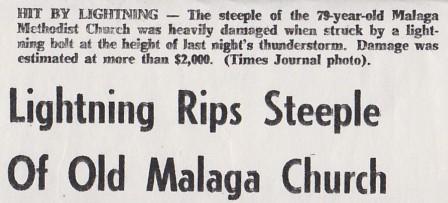 HIT BY LIGHTNING — The steeple of the 79-year-old Malaga
Methodist Church was heavily damaged when struck by a light-
ning bolt at the height of last night's thunderstorm. Damage was
estimated at more than $2,000. (Times Journal photo).
Lightning Rips Steeple
Of Old Malaga Church